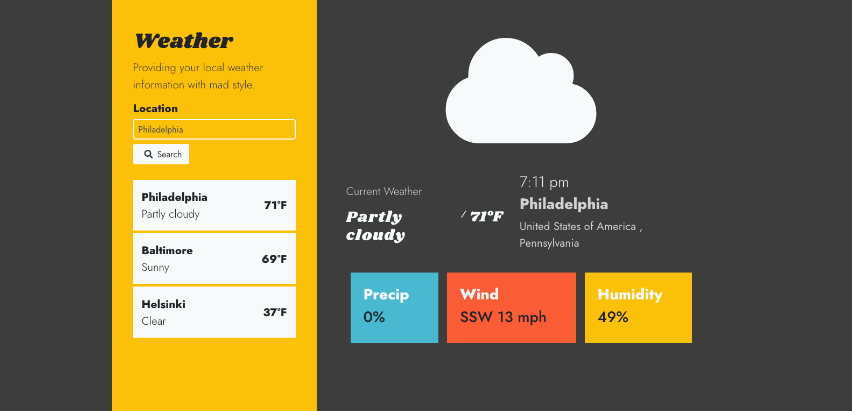 Weather
Providing your local weather
information with mad style.
Location
Philadelphia
Search
Philadelphia
Partly cloudy
71°F
Baltimore
Sunny
69°F
Helsinki
Clear
37°F
Current Weather
Partly
cloudy
/ 71°F
7:11 pm
Philadelphia
United States of America ,
Pennsylvania
Precip
0%
Wind
SSW 13 mph
Humidity
49%